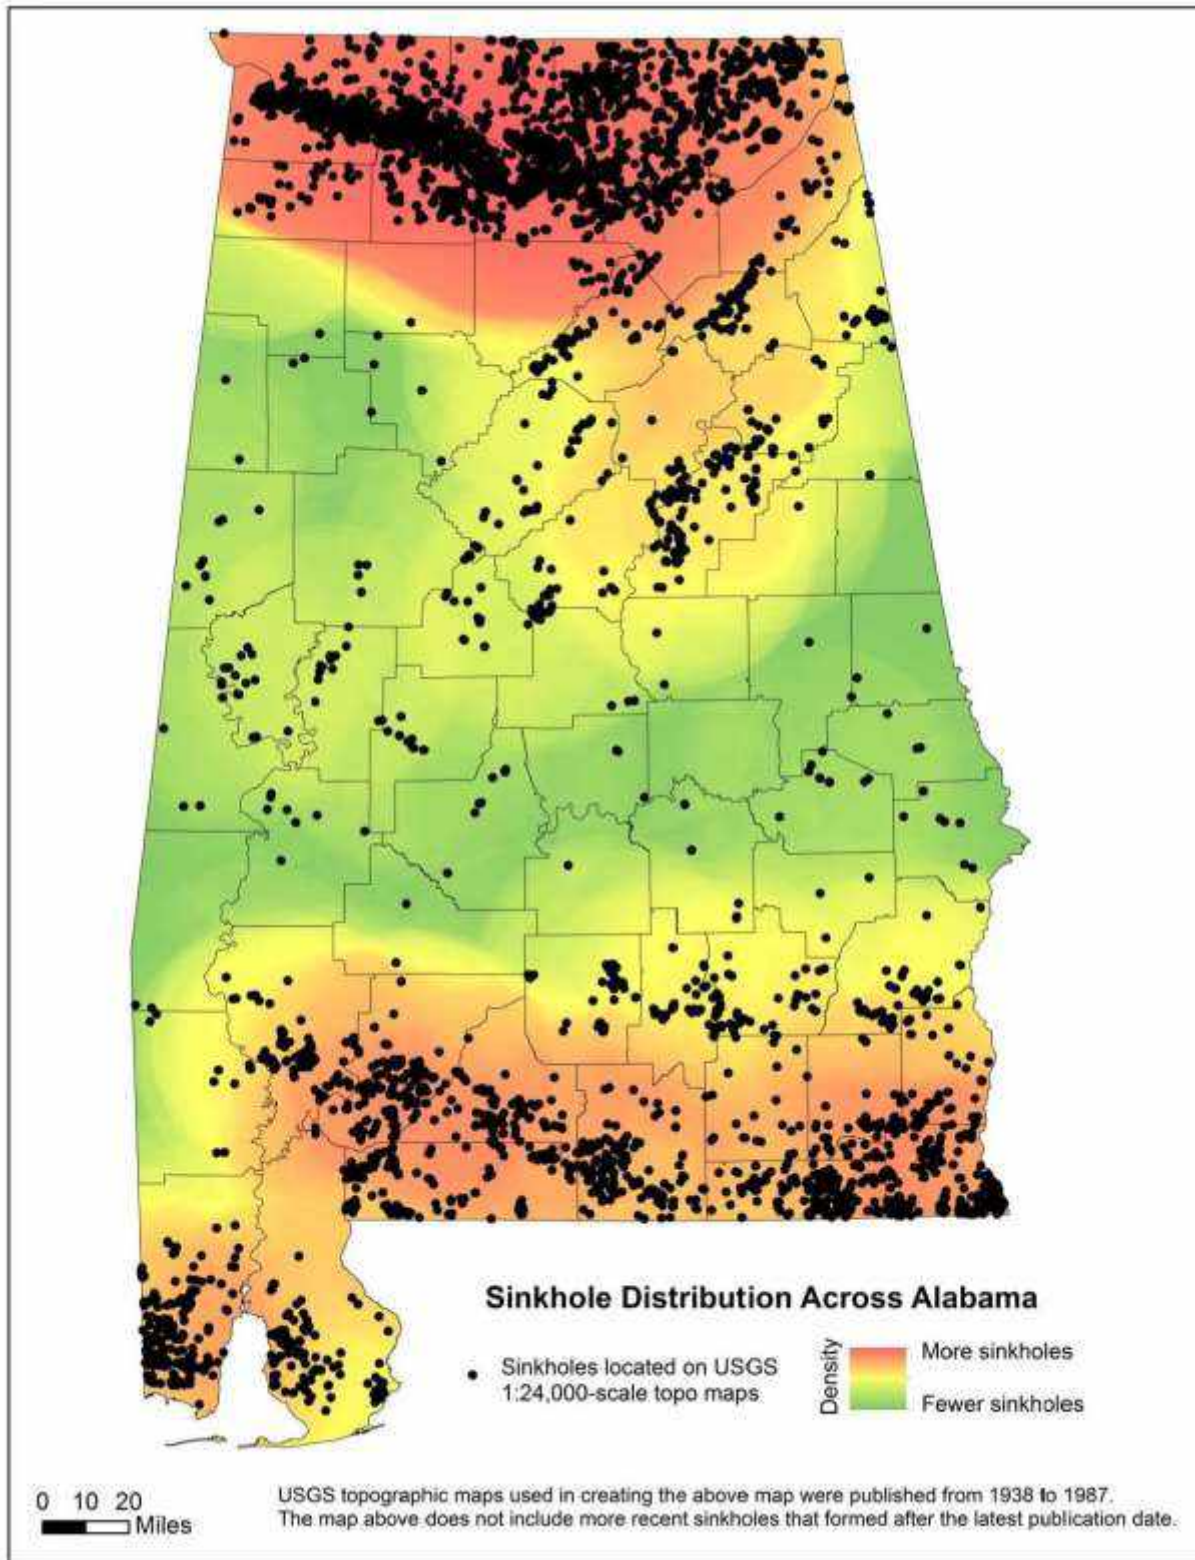 Sinkhole Distribution Across Alabama
Sinkholes located on USGS
1:24,000-scale topo maps
Density
More sinkholes
Fewer sinkholes
0 10 20
Miles
USGS topographic maps used in creating the above map were published from 1938 to 1987.
The map above does not include more recent sinkholes that formed after the latest publication date.